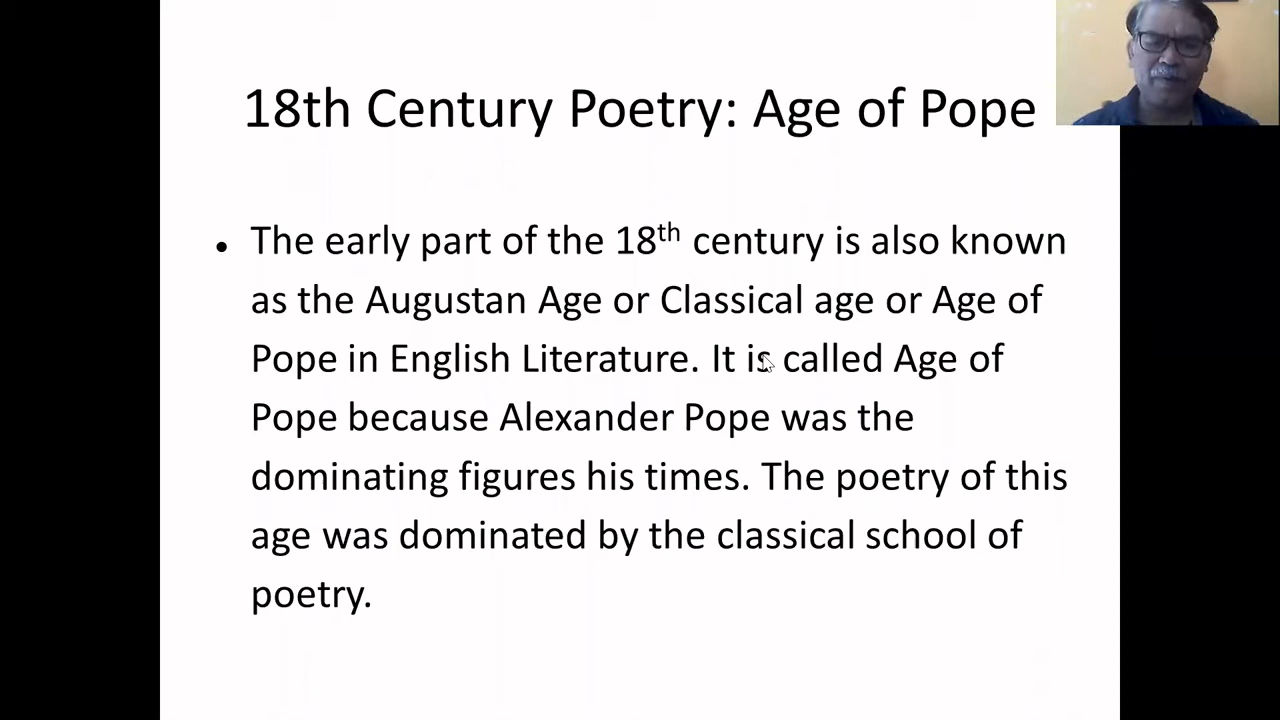 18th Century Poetry: Age of Pope
• The early part of the 18th century is also known
as the Augustan Age or Classical age or Age of
Pope in English Literature. It is called Age of
Pope because Alexander Pope was the
dominating figures his times. The poetry of this
age was dominated by the classical school of
poetry.